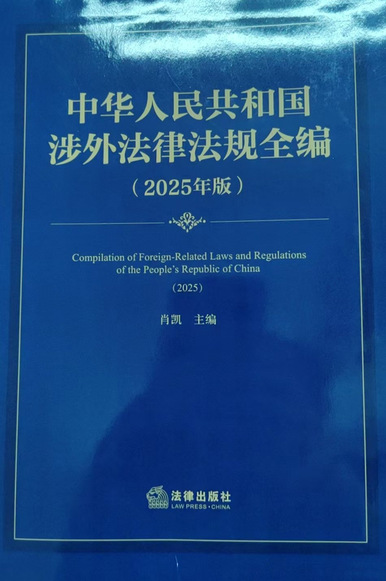 中华人民共和国
涉外法律法规全编
（2025年版）
Compilation of Foreign-Related Laws and Regulations
of the People's Republic of China
（2025）
肖凯 主编
法律出版社
LAW PRESS·CHINA